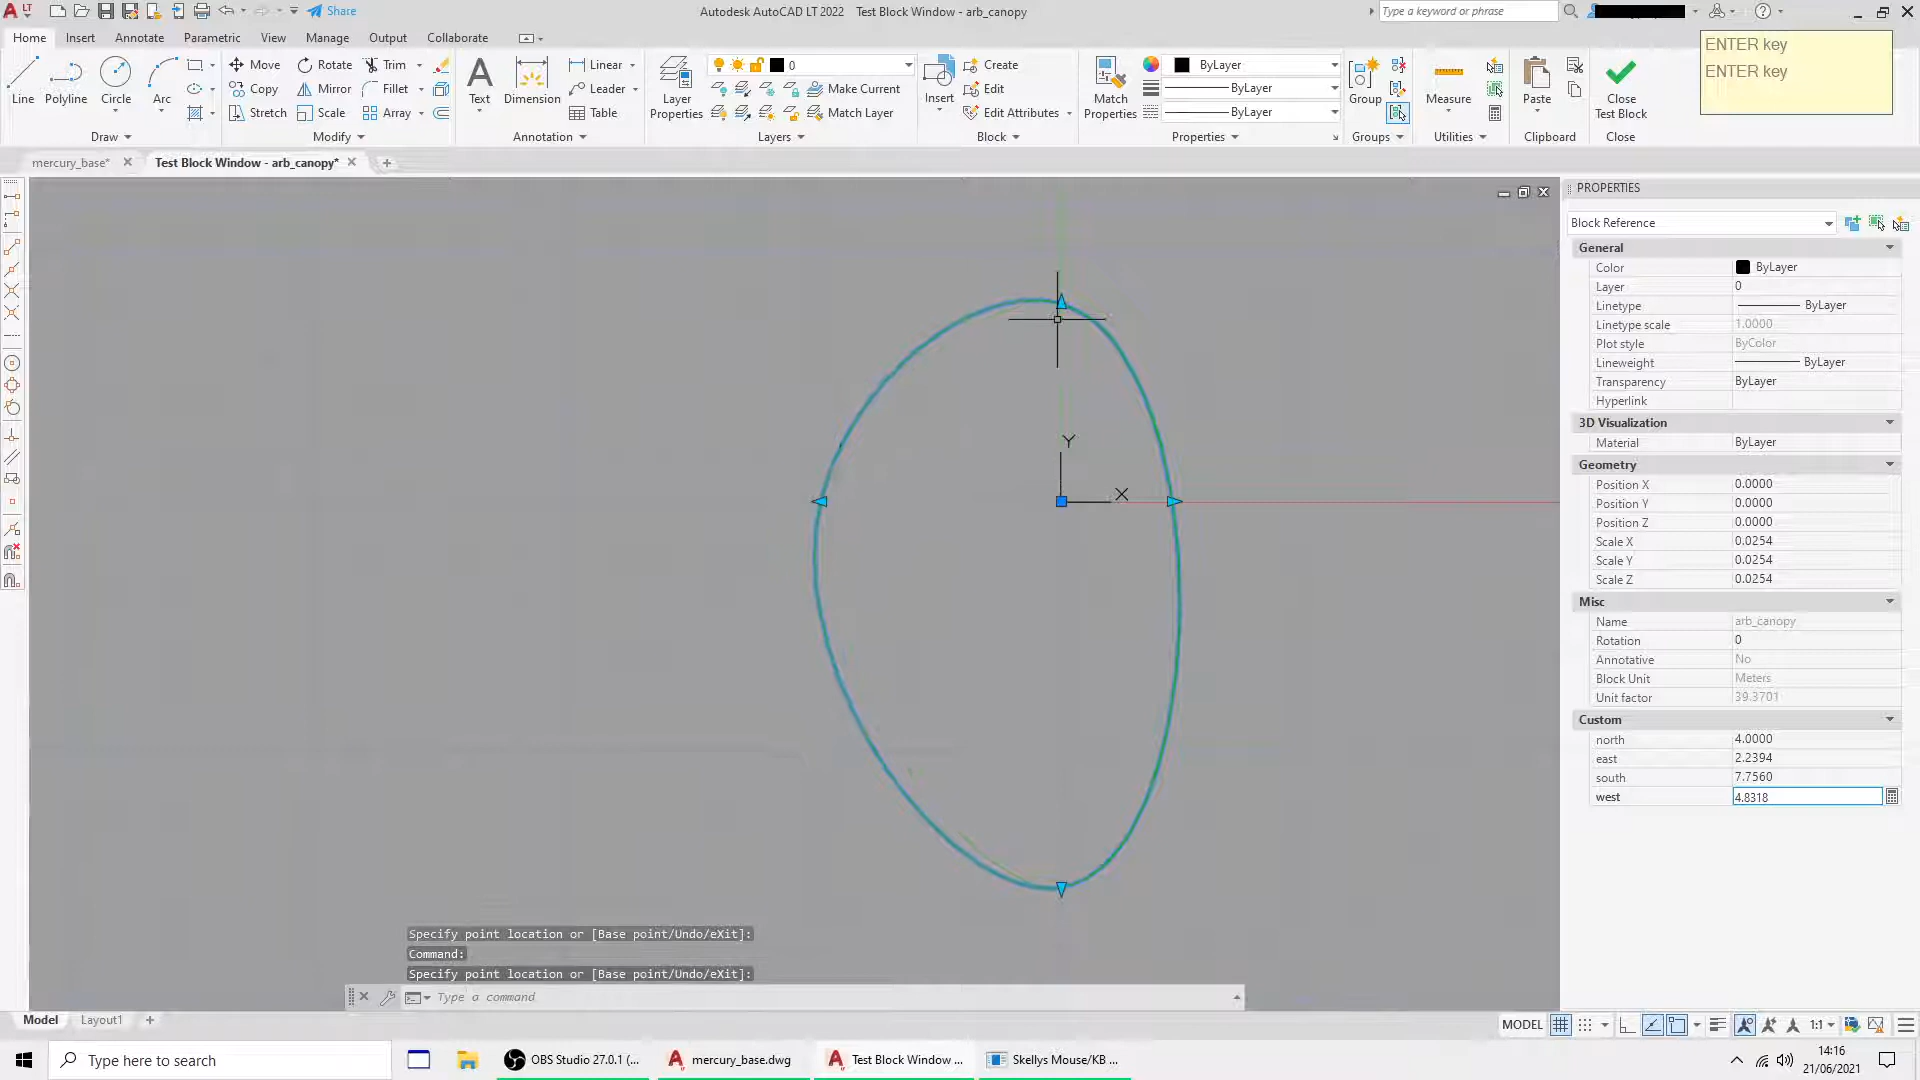 LT
Share
Autodesk AutoCAD LT 2022 Test Block Window - arb_canopy
Type a keyword or phrase
Home Insert Annotate Parametric View Manage Output Collaborate
ENTER key
ENTER key
Line Polyline Circle Arc
Move Rotate Trim
Copy Mirror Fillet
Stretch Scale Array
Text Dimension
Linear
Leader
Table
Layer Properties
0
Make Current
Match Layer
Insert
Create
Edit
Edit Attributes
Match Properties
ByLayer
ByLayer
ByLayer
Group
Measure
Paste
Close Test Block
Draw Modify Annotation Layers Block Properties Groups Utilities Clipboard Close
mercury_base* Test Block Window - arb_canopy*
PROPERTIES
Block Reference
General
Color ByLayer
Layer 0
Linetype ByLayer
Linetype scale 1.0000
Plot style ByColor
Lineweight ByLayer
Transparency ByLayer
Hyperlink
3D Visualization
Material ByLayer
Geometry
Position X 0.0000
Position Y 0.0000
Position Z 0.0000
Scale X 0.0254
Scale Y 0.0254
Scale Z 0.0254
Misc
Name arb_canopy
Rotation 0
Annotative No
Block Unit Meters
Unit factor 39.3701
Custom
north 4.0000
east 2.2394
south 7.7560
west 4.8318
Y
X
Specify point location or [Base point/Undo/eXit]:
Command:
Specify point location or [Base point/Undo/eXit]:
Type a command
Model Layout1
MODEL 1:1
Type here to search
OBS Studio 27.0.1 (...
mercury_base.dwg
Test Block Window ...
Skellys Mouse/KB ...
14:16
21/06/2021